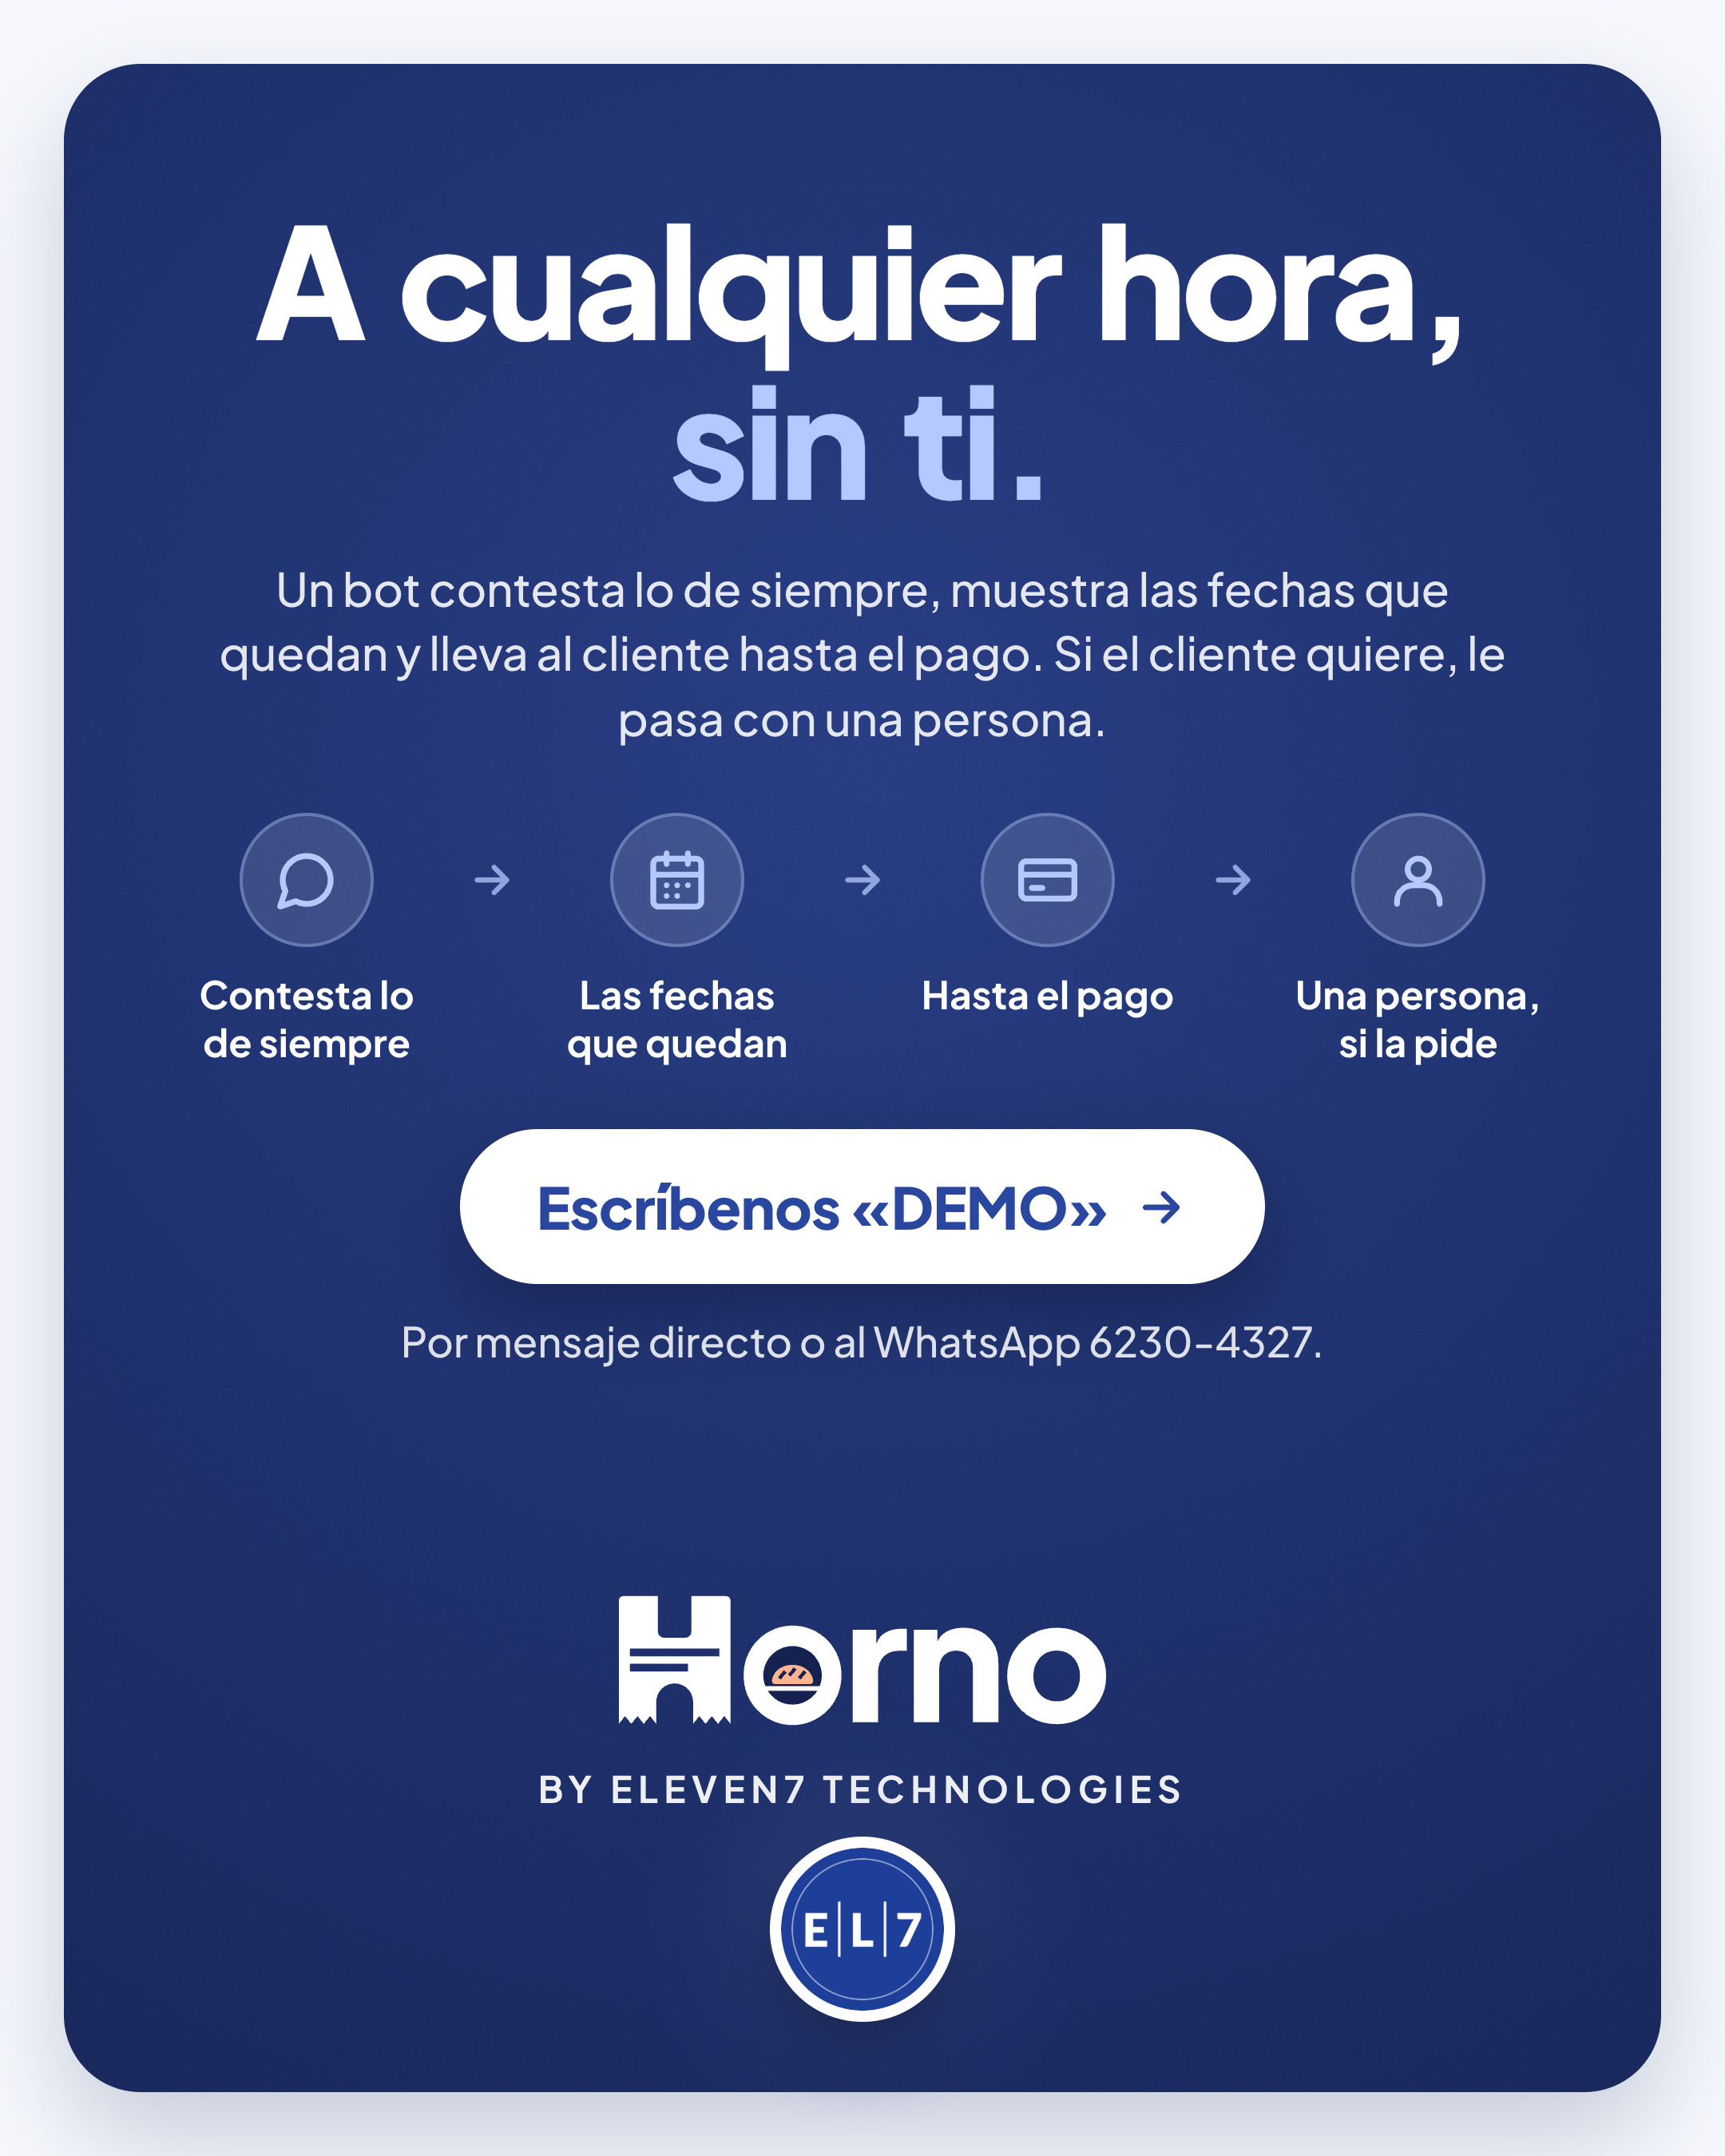 A cualquier hora,
sin ti.
Un bot contesta lo de siempre, muestra las fechas que
quedan y lleva al cliente hasta el pago. Si el cliente quiere, le
pasa con una persona.
Contesta lo
de siempre
Las fechas
que quedan
Hasta el pago
Una persona,
si la pide
Escríbenos «DEMO» →
Por mensaje directo o al WhatsApp 6230-4327.
Horno
BY ELEVEN7 TECHNOLOGIES
E|L|7